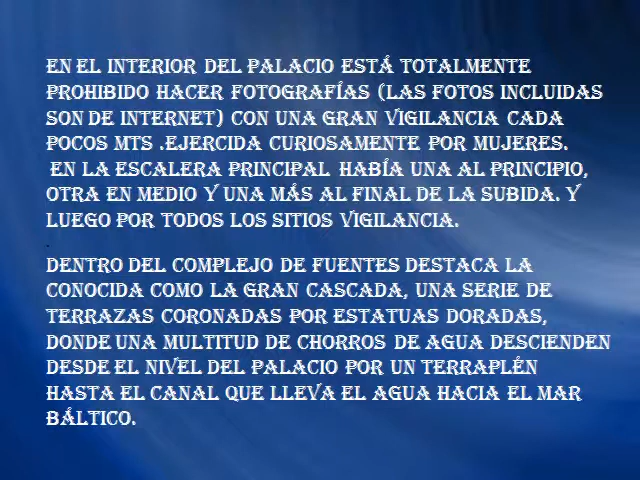 EN EL INTERIOR DEL PALACIO ESTÁ TOTALMENTE
PROHIBIDO HACER FOTOGRAFÍAS (LAS FOTOS INCLUIDAS
SON DE INTERNET) CON UNA GRAN VIGILANCIA CADA
POCOS MTS .EJERCIDA CURIOSAMENTE POR MUJERES.
EN LA ESCALERA PRINCIPAL HABÍA UNA AL PRINCIPIO,
OTRA EN MEDIO Y UNA MÁS AL FINAL DE LA SUBIDA. Y
LUEGO POR TODOS LOS SITIOS VIGILANCIA.
.
DENTRO DEL COMPLEJO DE FUENTES DESTACA LA
CONOCIDA COMO LA GRAN CASCADA, UNA SERIE DE
TERRAZAS CORONADAS POR ESTATUAS DORADAS,
DONDE UNA MULTITUD DE CHORROS DE AGUA DESCIENDEN
DESDE EL NIVEL DEL PALACIO POR UN TERRAPLÉN
HASTA EL CANAL QUE LLEVA EL AGUA HACIA EL MAR
BÁLTICO.